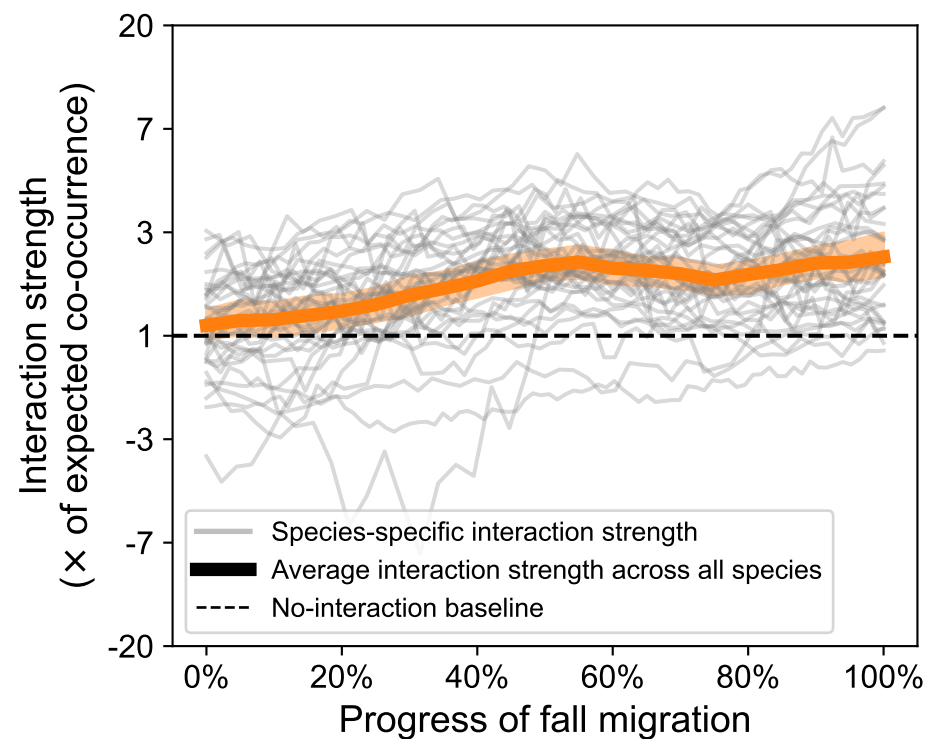 20
7
3
1
-3
-7
-20
Interaction strength
(× of expected co-occurrence)
Species-specific interaction strength
Average interaction strength across all species
No-interaction baseline
0% 20% 40% 60% 80% 100%
Progress of fall migration